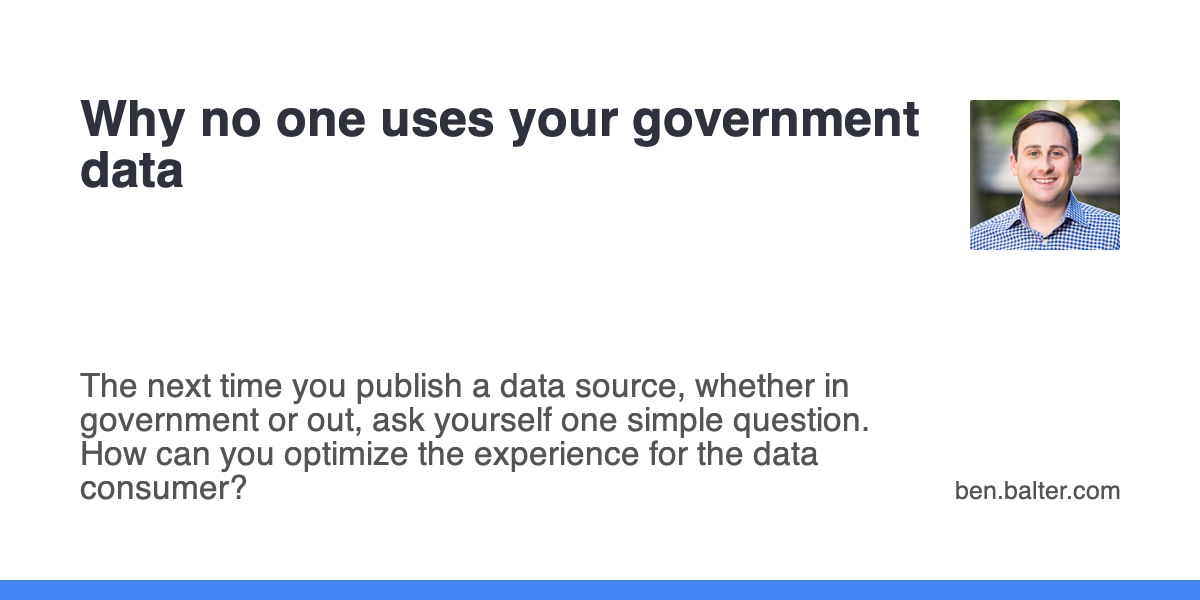 Why no one uses your government
data
The next time you publish a data source, whether in
government or out, ask yourself one simple question.
How can you optimize the experience for the data
consumer?
ben.balter.com